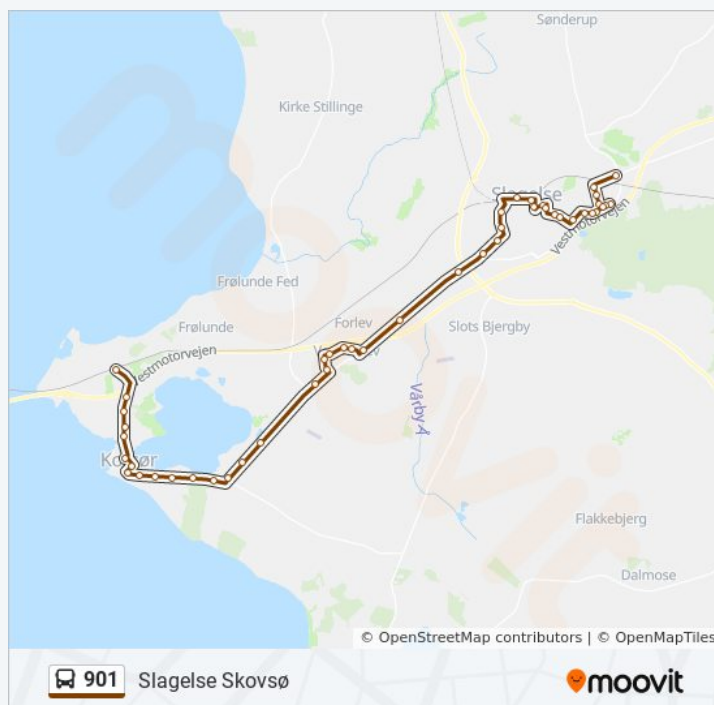 Sønderup
Kirke Stillinge
Slagelse
Vestmotorvejen
Frølunde Fed
Frølunde
Forlev
Slots Bjergby
Vestmotorvejen
Vårby Å
Flakkebjerg
Dalmose
© OpenStreetMap contributors | © OpenMapTiles
901 Slagelse Skovsø
moovit